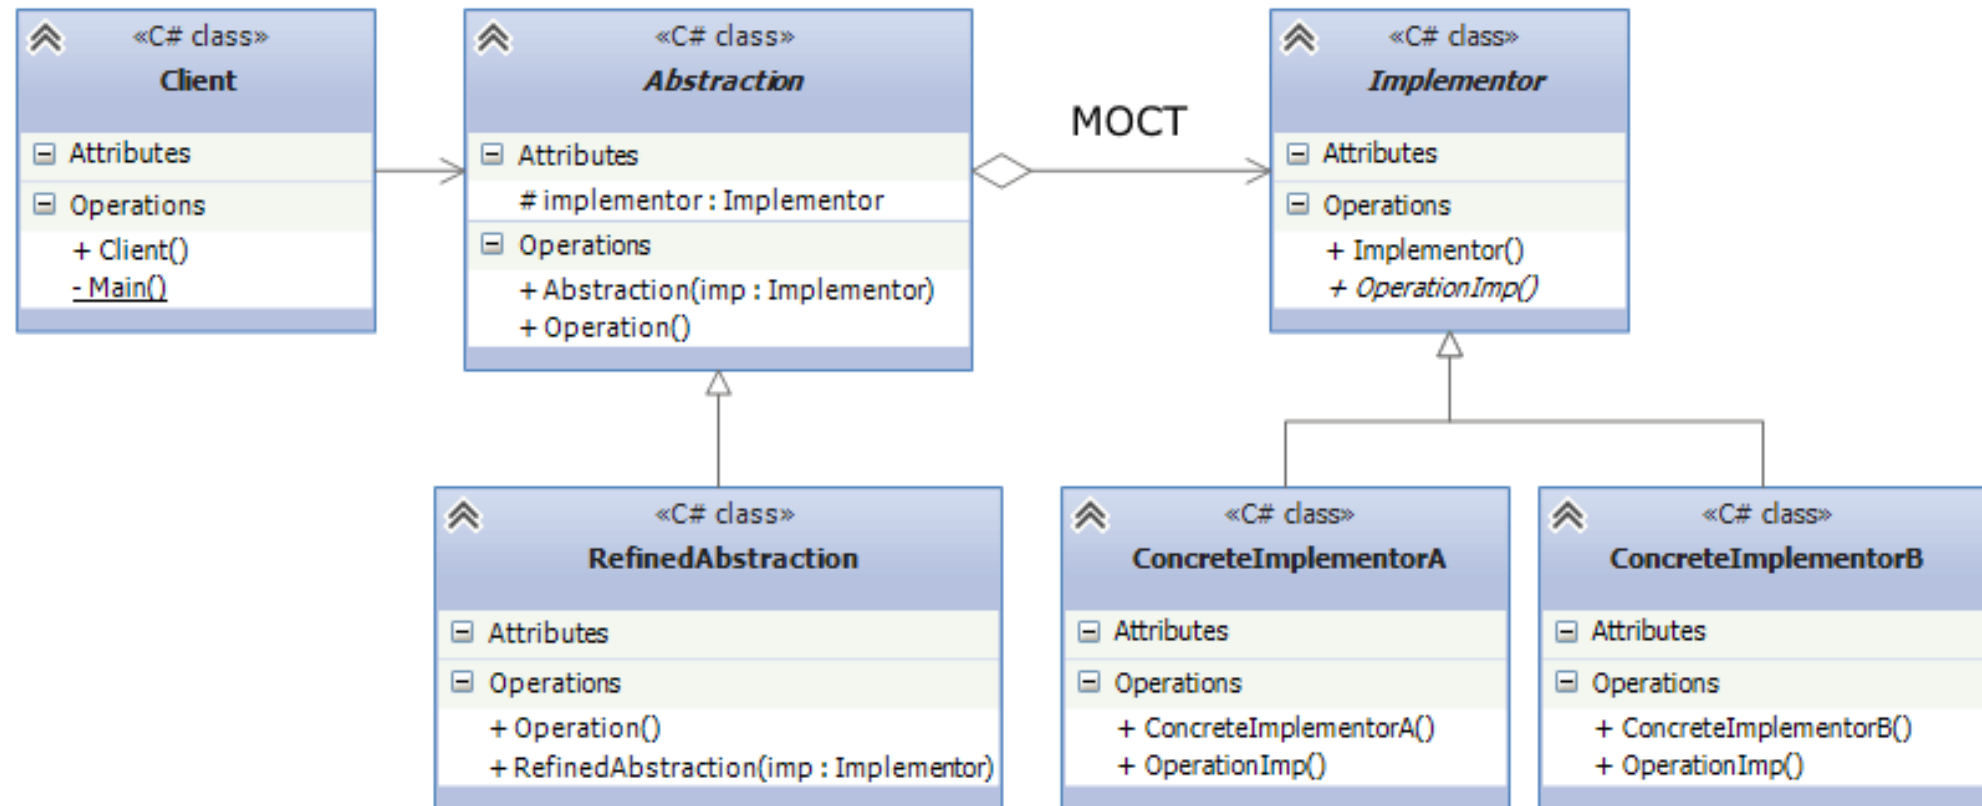 «C# class»
Client
Attributes
Operations
+ Client()
- Main()
«C# class»
Abstraction
Attributes
# implementor : Implementor
Operations
+ Abstraction(imp : Implementor)
+ Operation()
МОСТ
«C# class»
Implementor
Attributes
Operations
+ Implementor()
+ OperationImp()
«C# class»
RefinedAbstraction
Attributes
Operations
+ Operation()
+ RefinedAbstraction(imp : Implementor)
«C# class»
ConcreteImplementorA
Attributes
Operations
+ ConcreteImplementorA()
+ OperationImp()
«C# class»
ConcreteImplementorB
Attributes
Operations
+ ConcreteImplementorB()
+ OperationImp()